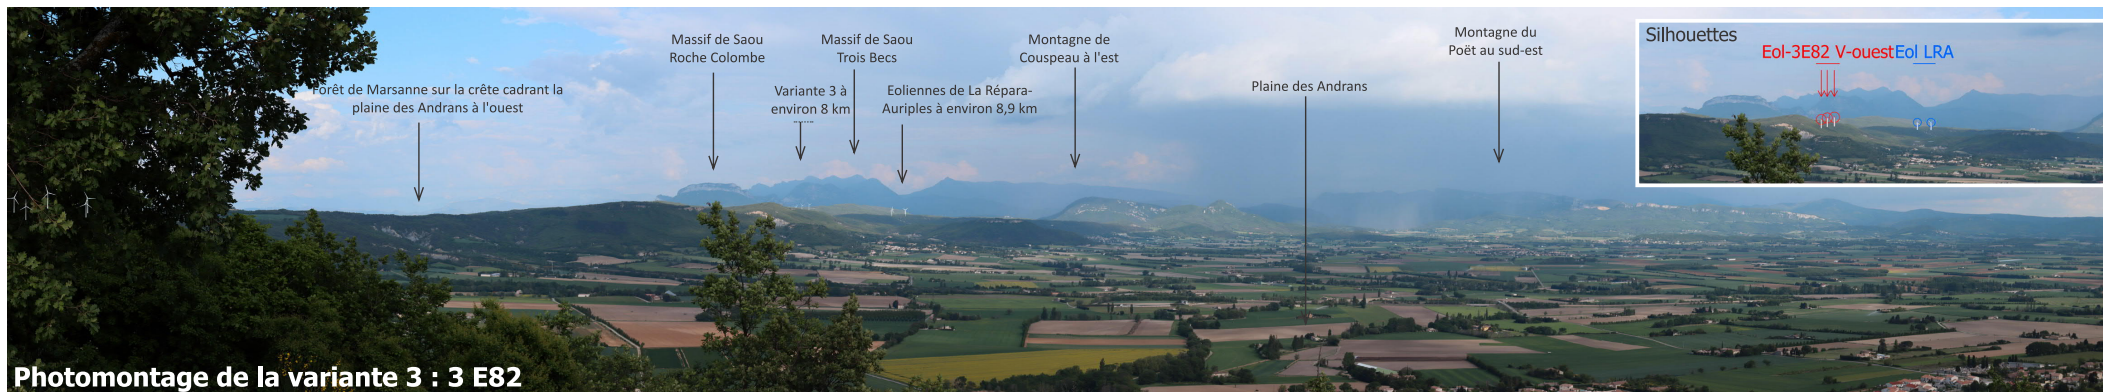 Massif de Saou
Roche Colombe
Massif de Saou
Trois Becs
Montagne de
Couspeau à l'est
Montagne du
Poët au sud-est
Silhouettes
Eol-3E82 V-ouest
Eol LRA
Forêt de Marsanne sur la crête cadrant la
plaine des Andrans à l'ouest
Variante 3 à
environ 8 km
Eoliennes de La Répara-
Auriples à environ 8,9 km
Plaine des Andrans
Photomontage de la variante 3 : 3 E82